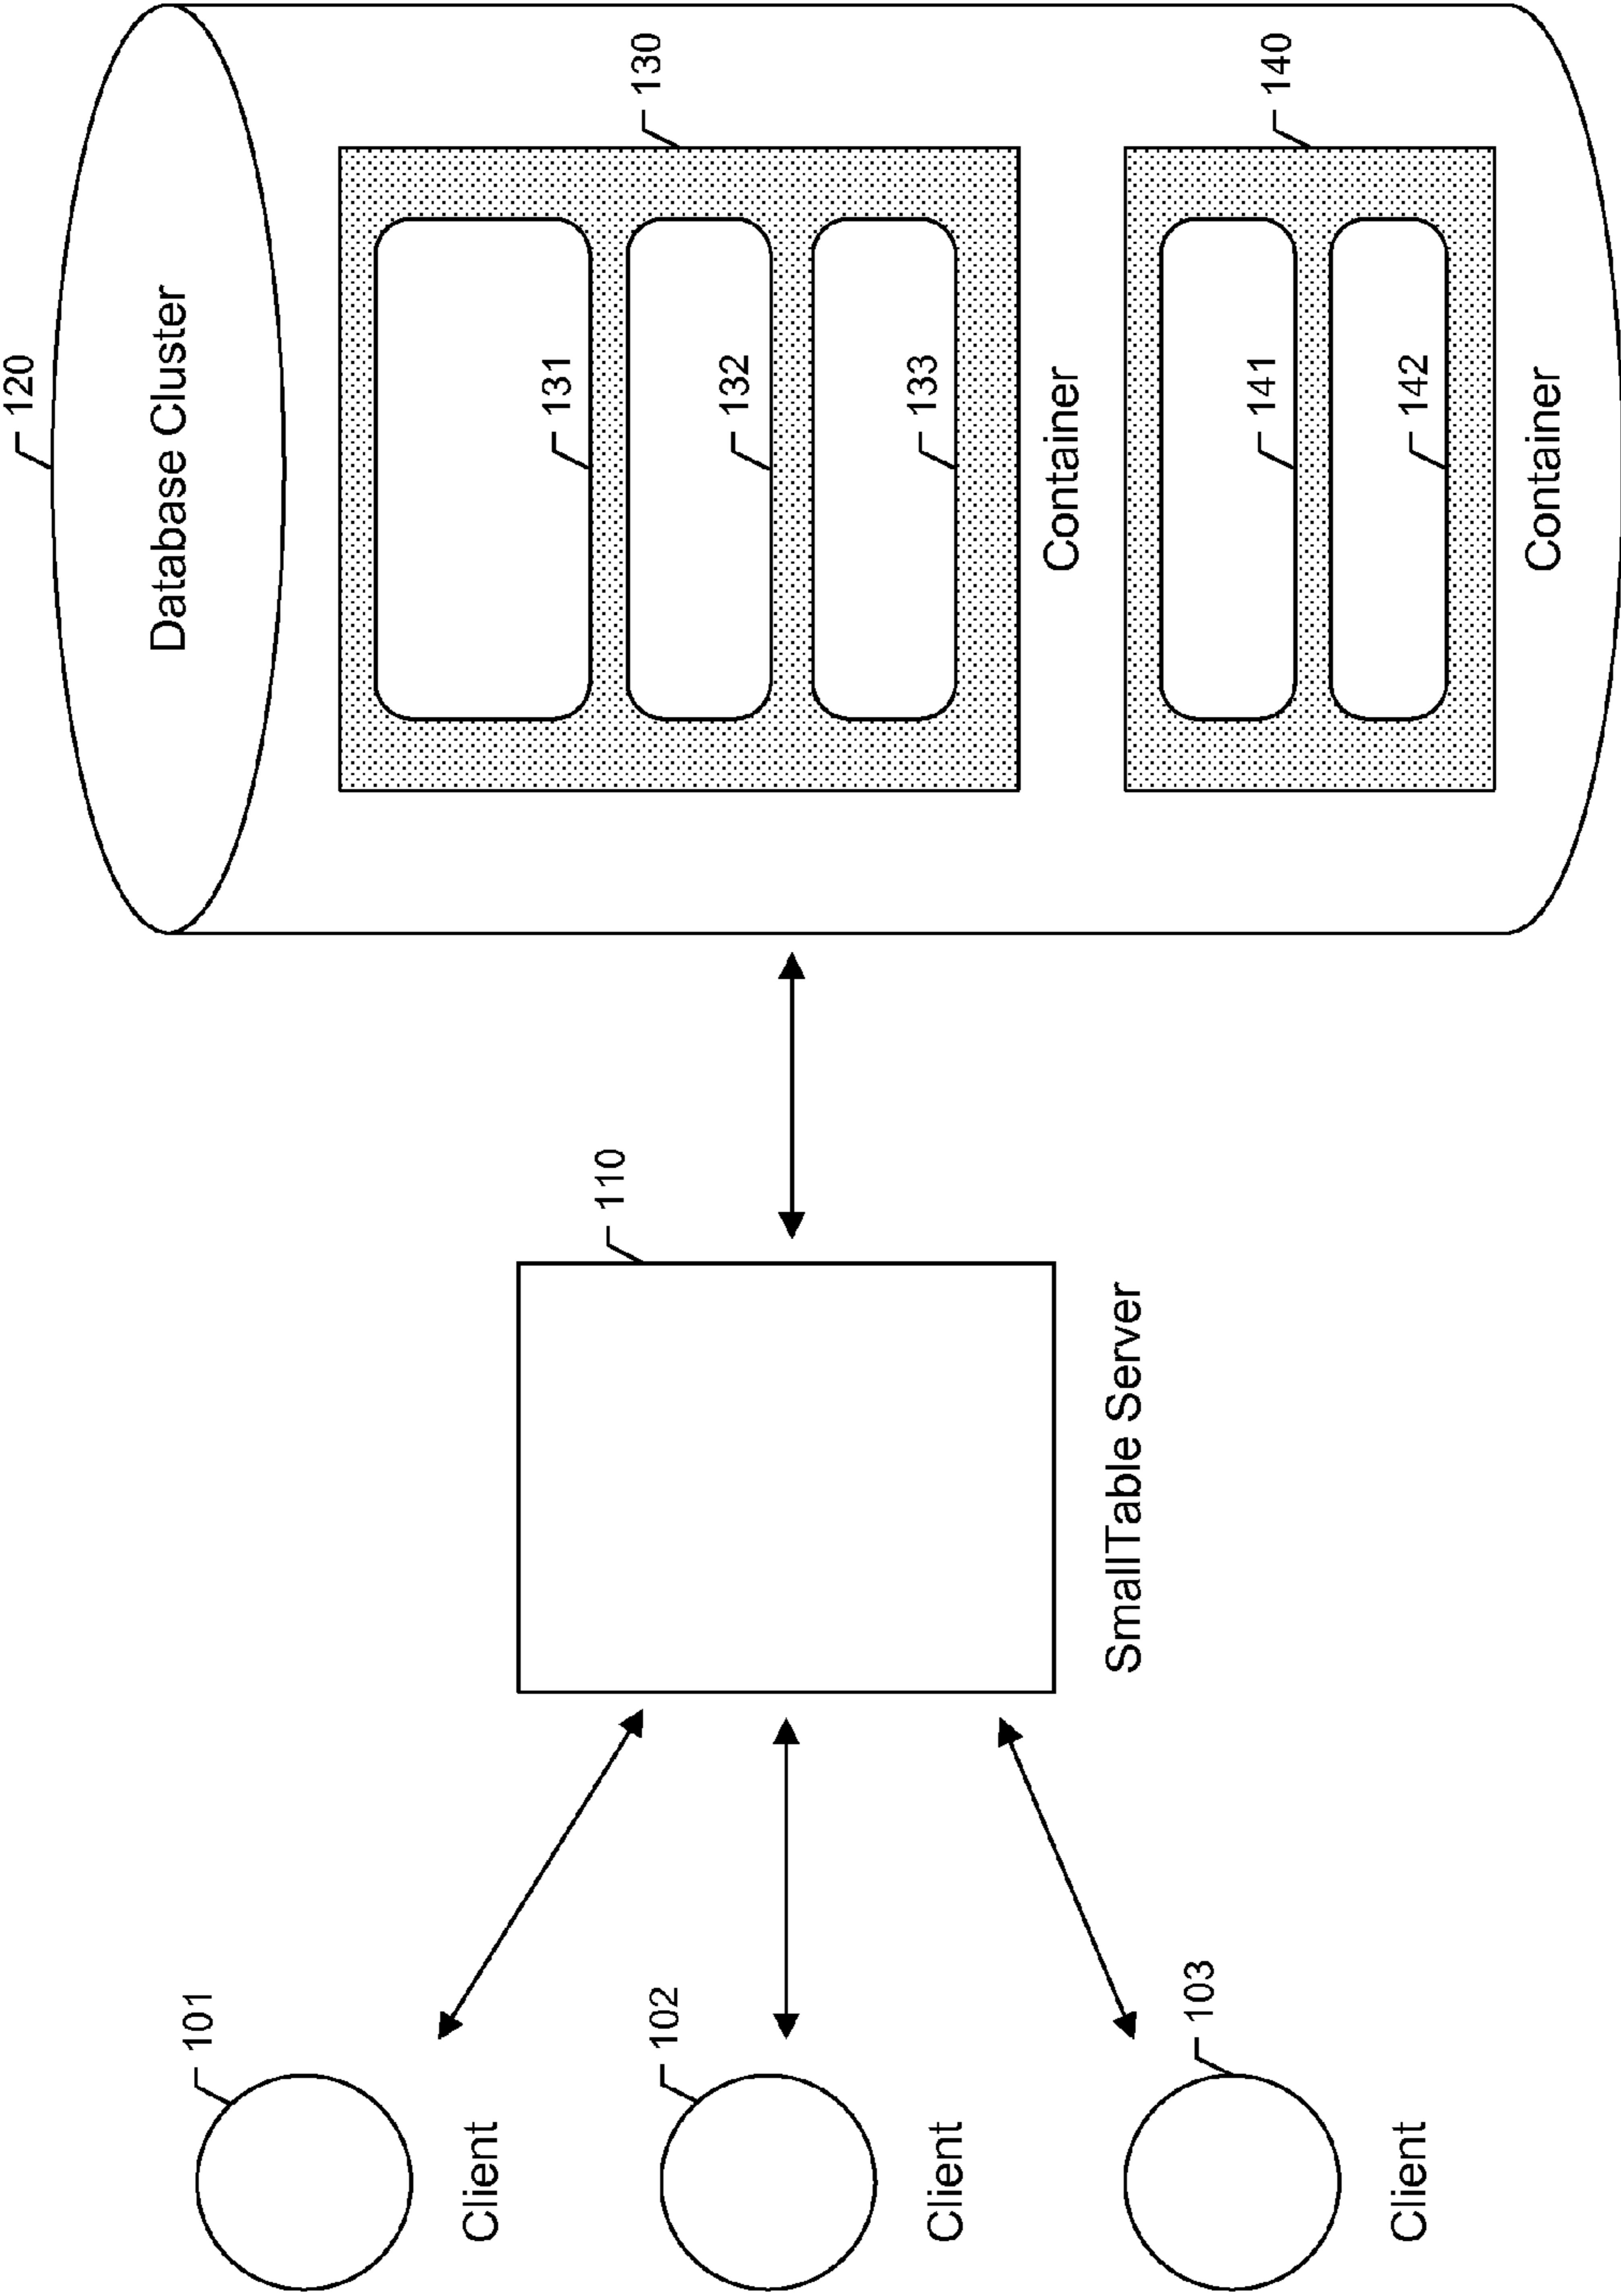 120
Database Cluster
130
131
132
133
Container
140
141
142
Container
110
SmallTable Server
101
Client
102
Client
103
Client